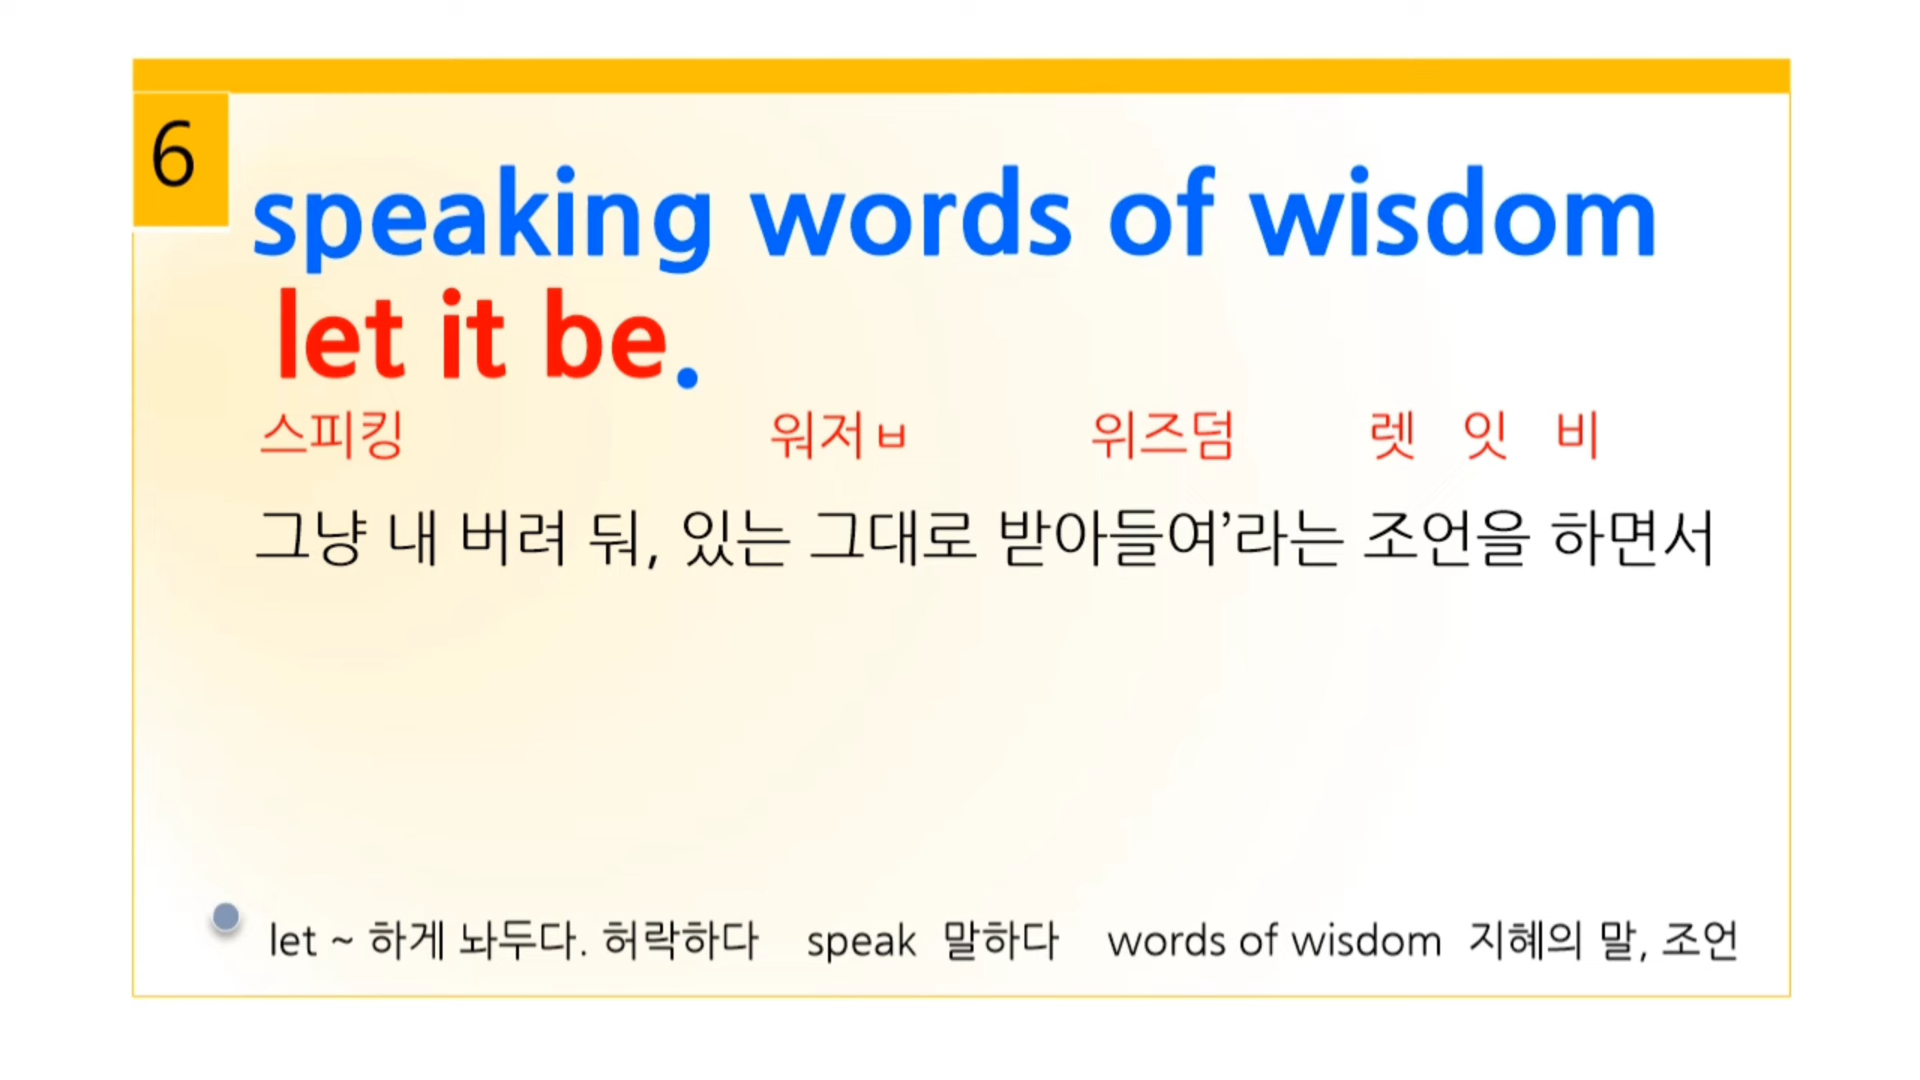 6
speaking words of wisdom
let it be.
스피킹 워저ㅂ 위즈덤 렛 잇 비
그냥 내 버려 둬, 있는 그대로 받아들여’라는 조언을 하면서
let ~ 하게 놔두다. 허락하다 speak 말하다 words of wisdom 지혜의 말, 조언